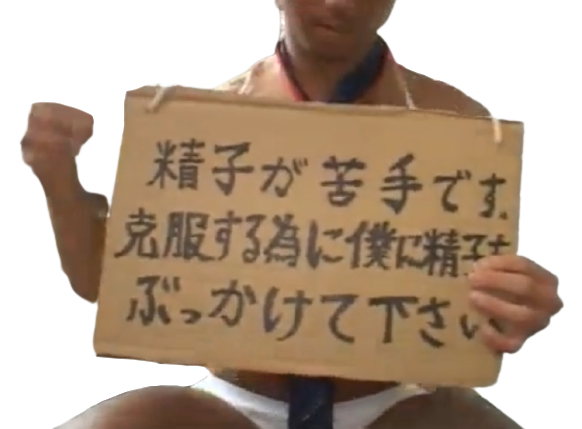 精子が苦手です。
克服する為に僕に精子を
ぶっかけて下さい